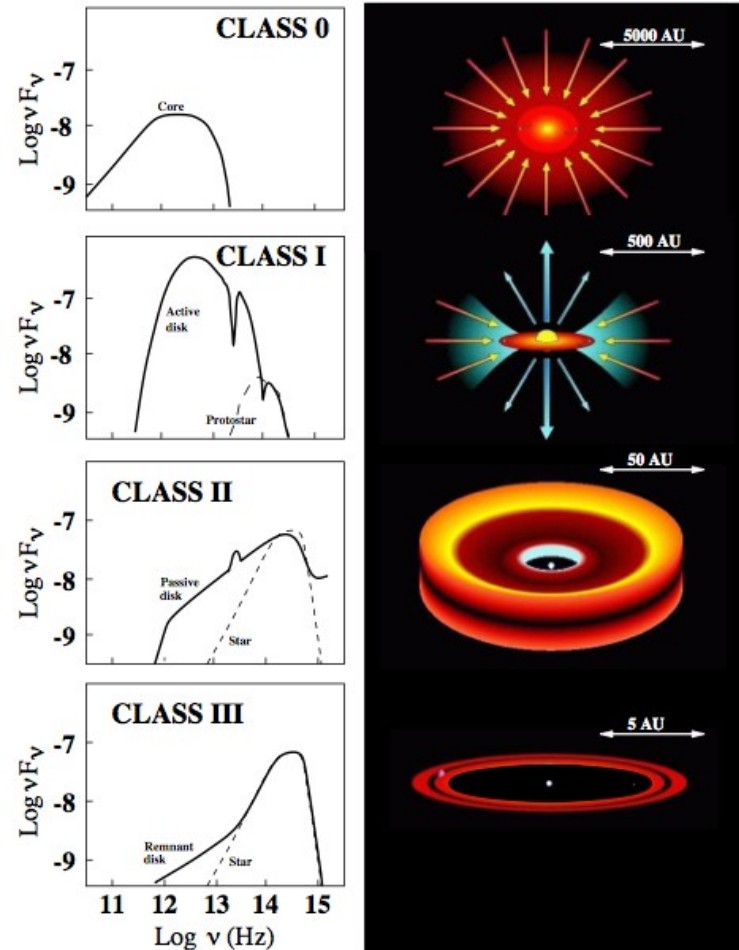 CLASS 0
5000 AU
Log νFν
-7
-8
-9
Core
CLASS I
500 AU
Log νFν
-7
-8
-9
Active
disk
Protostar
CLASS II
50 AU
Log νFν
-7
-8
-9
Passive
disk
Star
CLASS III
5 AU
Log νFν
-7
-8
-9
Remnant
disk
Star
11 12 13 14 15
Log ν (Hz)